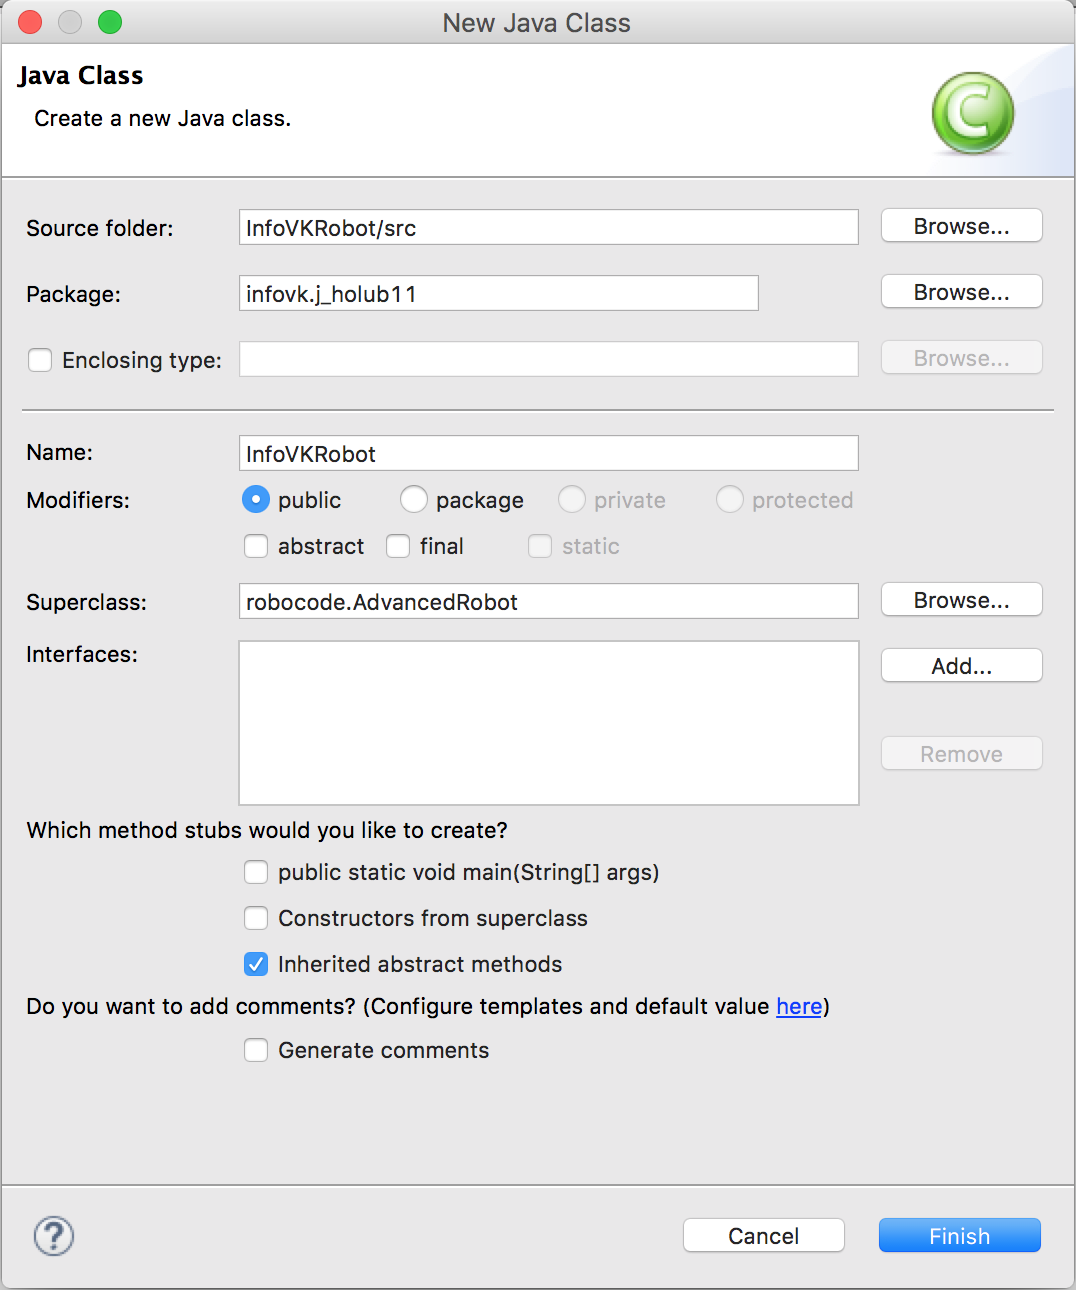 New Java Class
Java Class
Create a new Java class.
C
Source folder: InfoVKRobot/src Browse...
Package: infovk.j_holub11 Browse...
Enclosing type: Browse...
Name: InfoVKRobot
Modifiers: public package private protected
abstract final static
Superclass: robocode.AdvancedRobot Browse...
Interfaces: Add...
Remove
Which method stubs would you like to create?
public static void main(String[] args)
Constructors from superclass
Inherited abstract methods
Do you want to add comments? (Configure templates and default value here)
Generate comments
? Cancel Finish